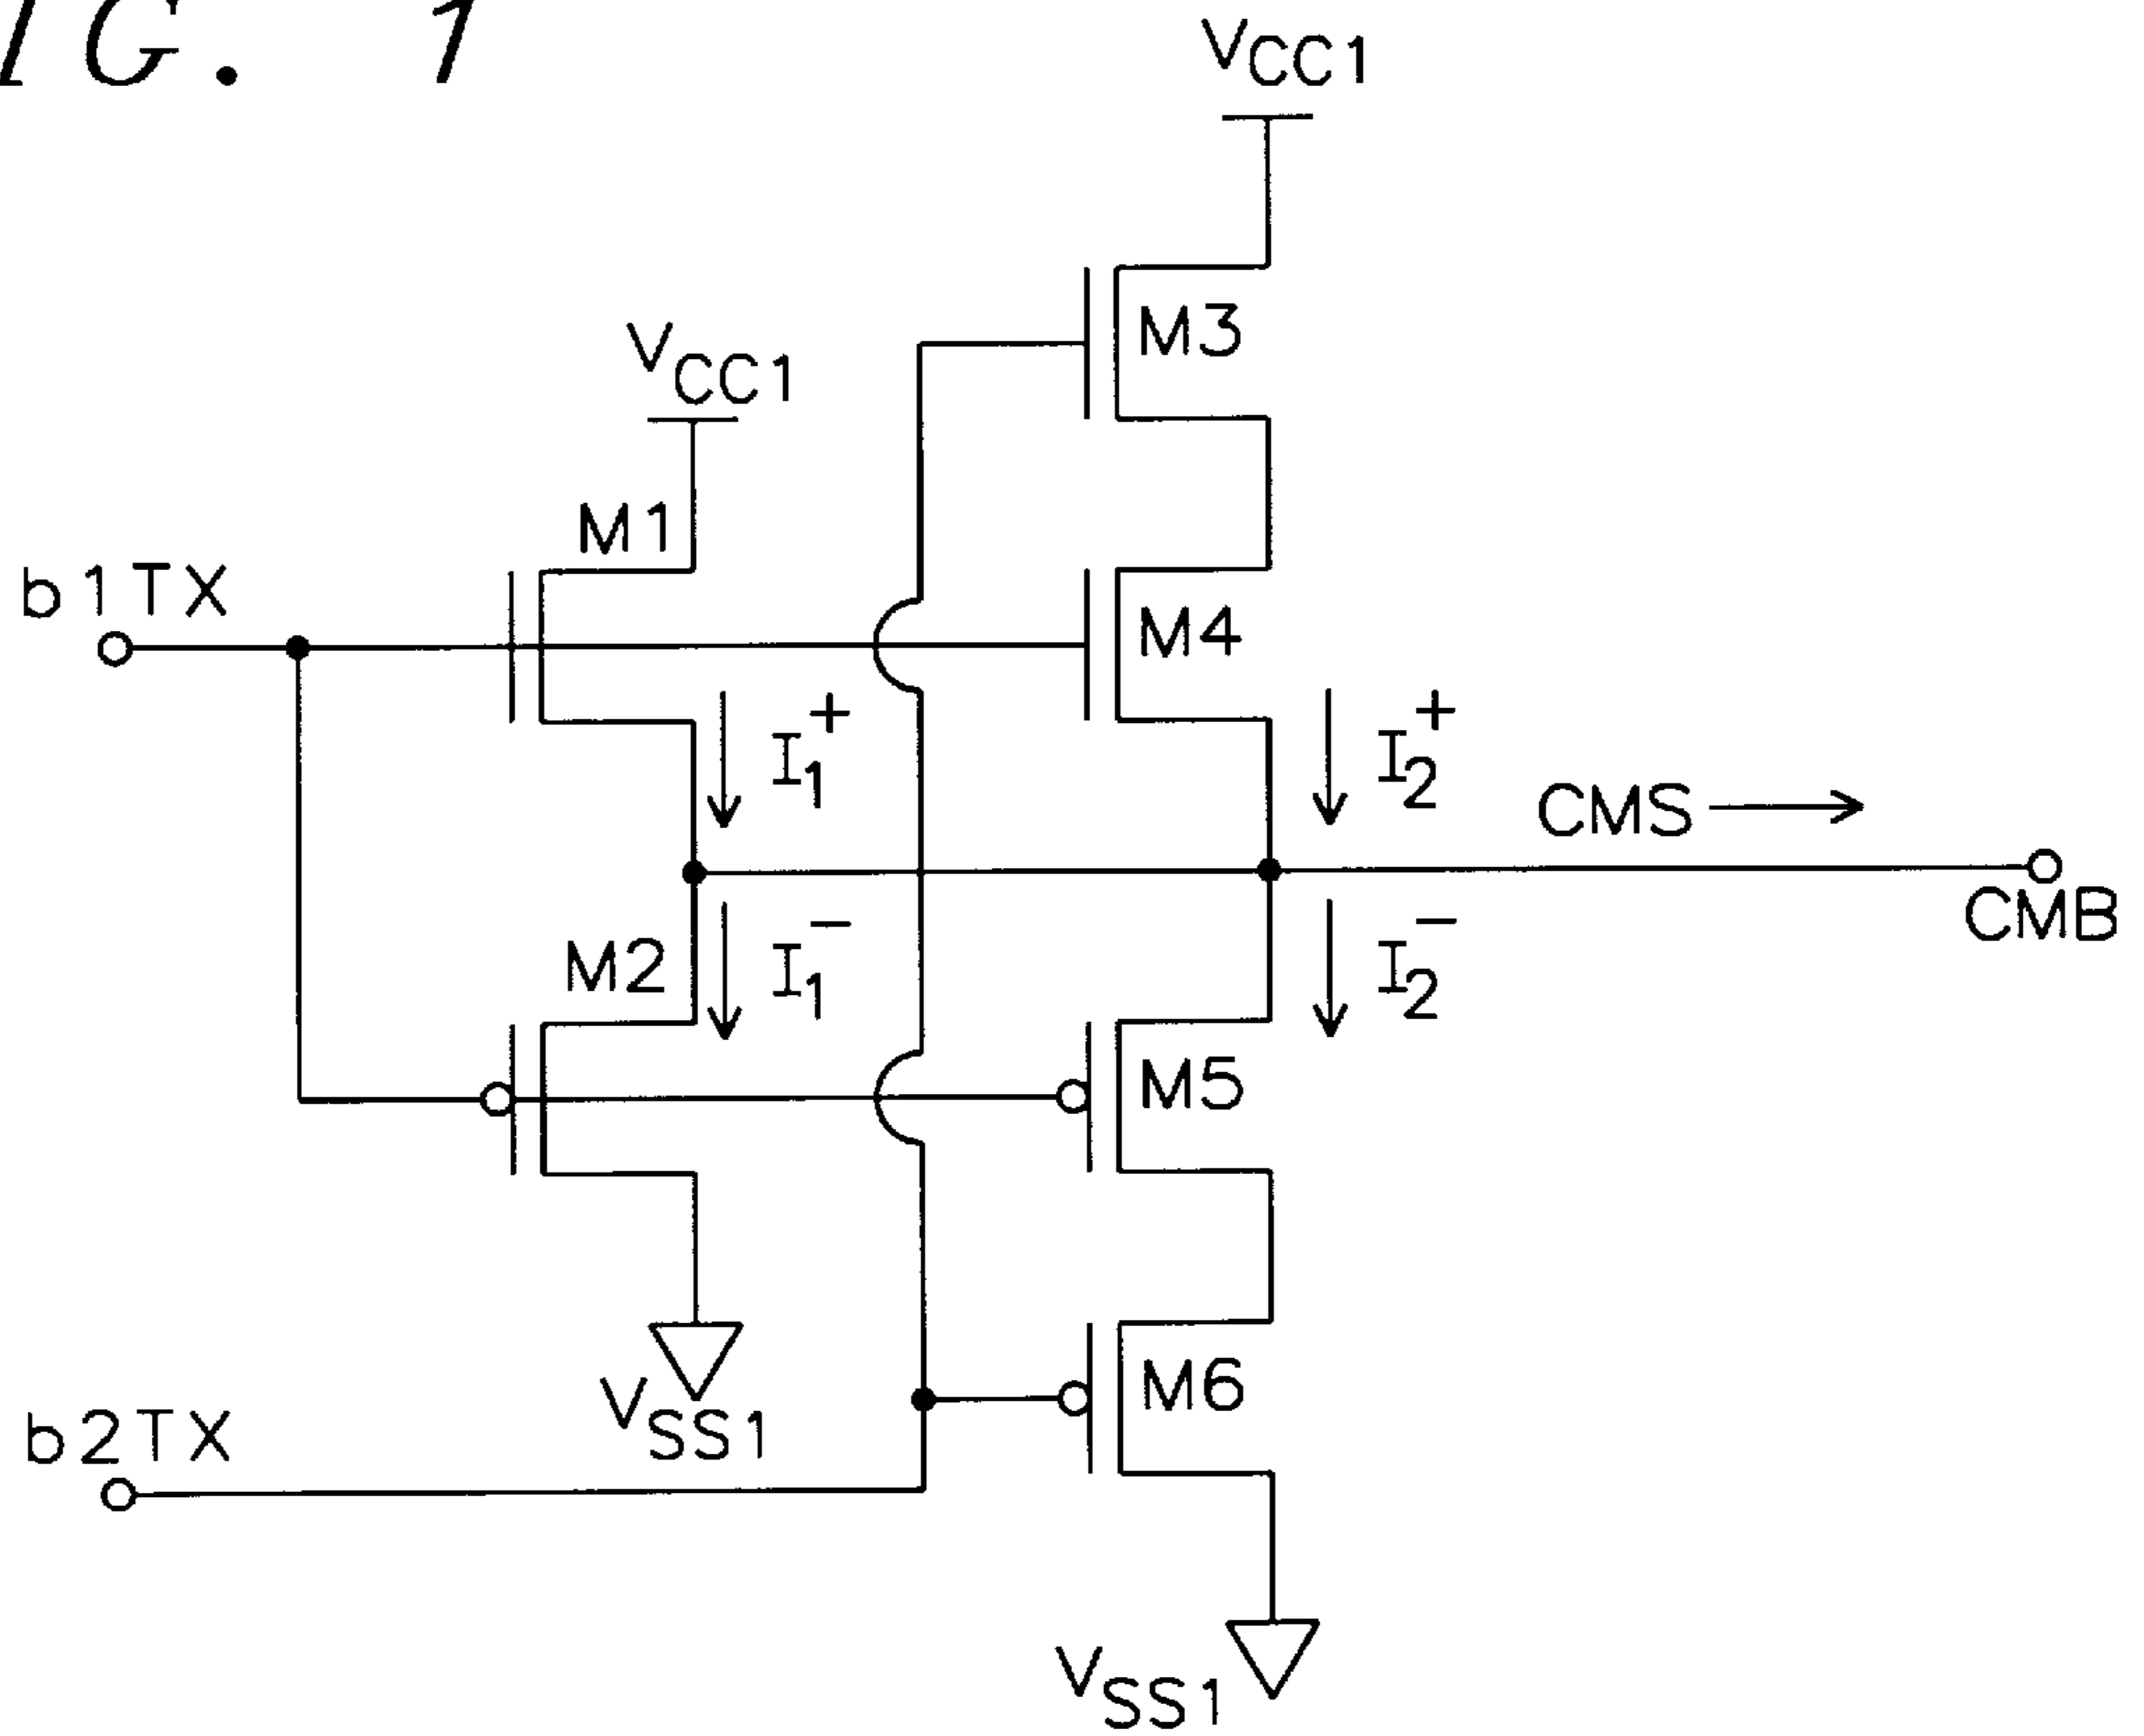 IG. 1
VCC1
M3
VCC1
M1
b1TX
M4
I1+
I2+
CMS
CMB
M2
I1-
I2-
M5
M6
VSS1
b2TX
VSS1